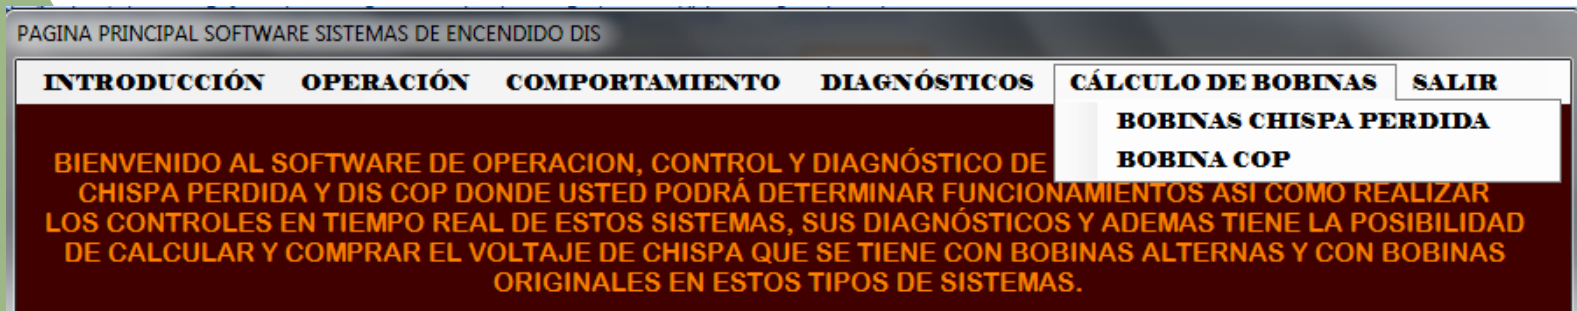 PAGINA PRINCIPAL SOFTWARE SISTEMAS DE ENCENDIDO DIS
INTRODUCCIÓN OPERACIÓN COMPORTAMIENTO DIAGNÓSTICOS CÁLCULO DE BOBINAS SALIR
BOBINAS CHISPA PERDIDA
BOBINA COP
BIENVENIDO AL SOFTWARE DE OPERACION, CONTROL Y DIAGNÓSTICO DE
CHISPA PERDIDA Y DIS COP DONDE USTED PODRÁ DETERMINAR FUNCIONAMIENTOS ASI COMO REALIZAR
LOS CONTROLES EN TIEMPO REAL DE ESTOS SISTEMAS, SUS DIAGNÓSTICOS Y ADEMAS TIENE LA POSIBILIDAD
DE CALCULAR Y COMPRAR EL VOLTAJE DE CHISPA QUE SE TIENE CON BOBINAS ALTERNAS Y CON BOBINAS
ORIGINALES EN ESTOS TIPOS DE SISTEMAS.